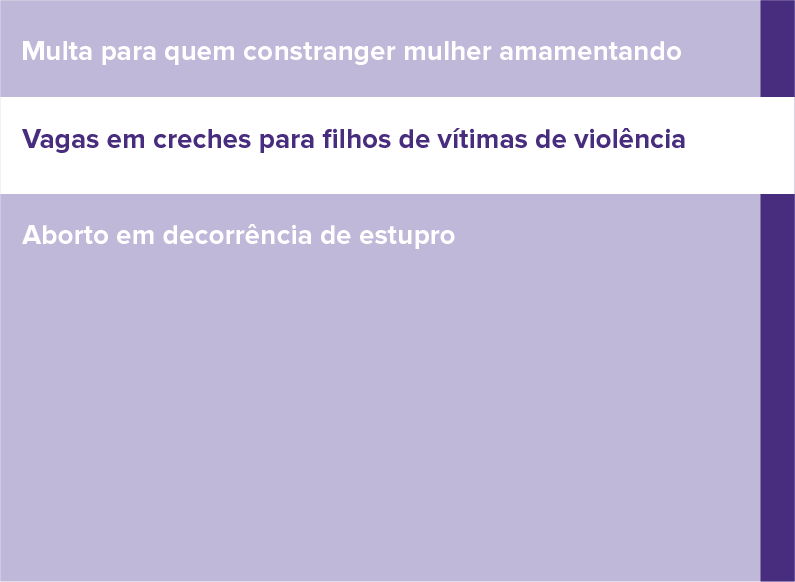 Multa para quem constranger mulher amamentando
Vagas em creches para filhos de vítimas de violência
Aborto em decorrência de estupro